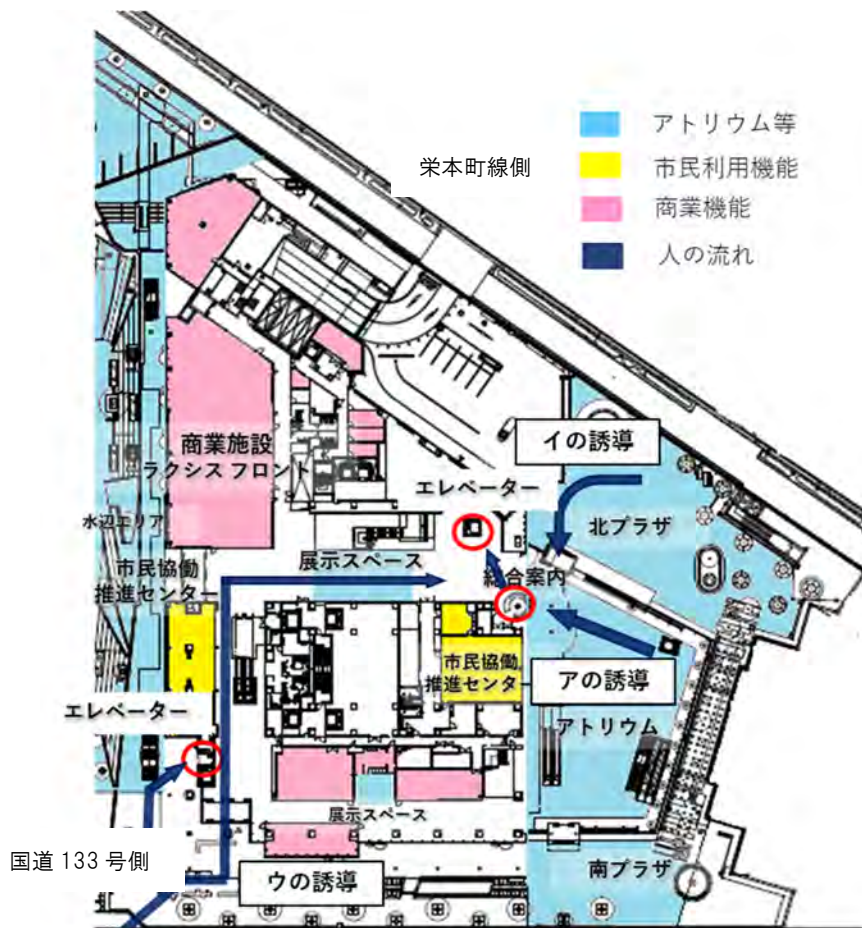 アトリウム等
栄本町線側
市民利用機能
商業機能
人の流れ
イの誘導
商業施設
ラクシス フロント
エレベーター
北プラザ
水辺エリア
展示スペース
総合案内
市民協働
推進センター
市民協働
推進センタ
アの誘導
エレベーター
アトリウム
展示スペース
国道 133 号側
ウの誘導
南プラザ